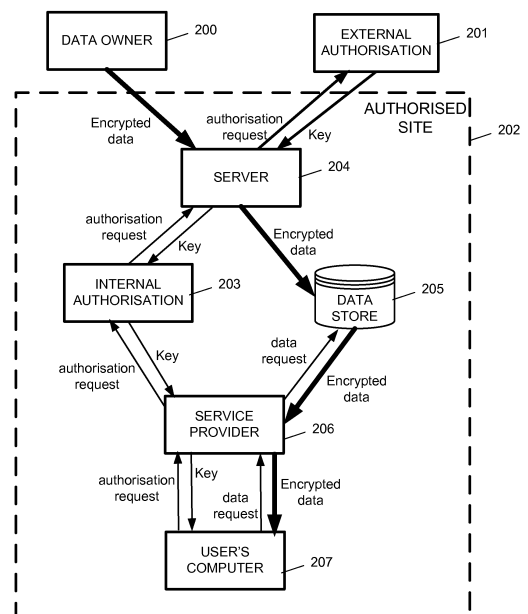 DATA OWNER
200
EXTERNAL
AUTHORISATION
201
AUTHORISED
SITE
202
Encrypted
data
authorisation
request
Key
SERVER
204
authorisation
request
Key
Encrypted
data
INTERNAL
AUTHORISATION
203
DATA
STORE
205
authorisation
request
Key
data
request
Encrypted
data
SERVICE
PROVIDER
206
authorisation
request
Key
data
request
Encrypted
data
USER'S
COMPUTER
207